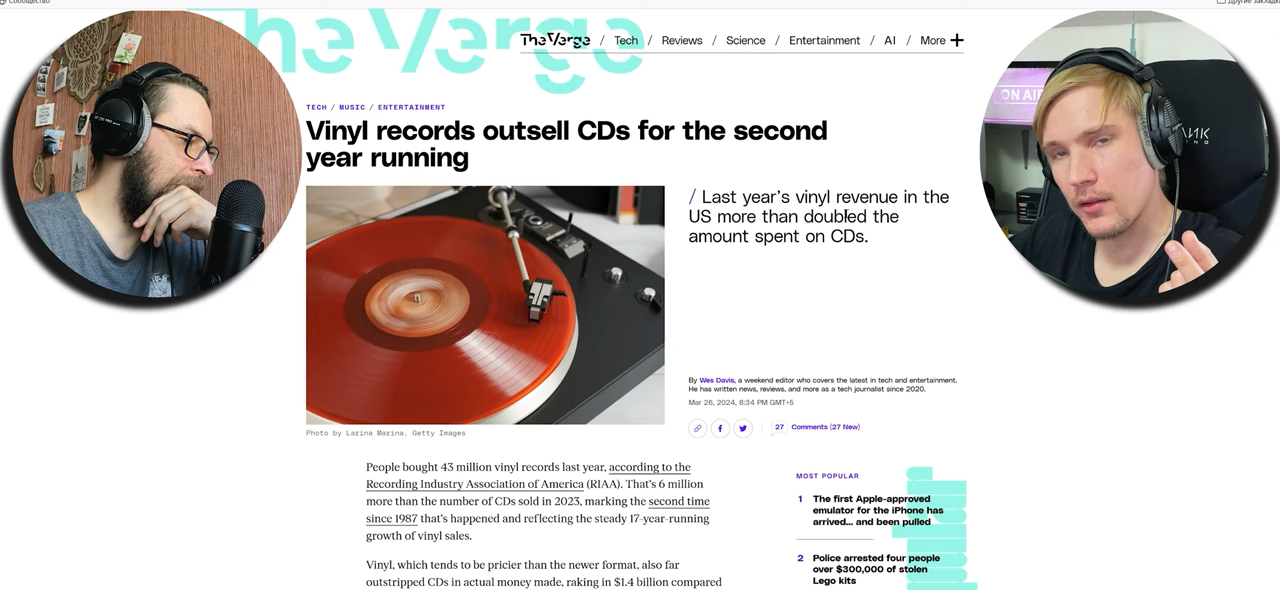 Сообщество
Другие закладки
The Verge
The Verge / Tech / Reviews / Science / Entertainment / AI / More +
ON AIR
TECH / MUSIC / ENTERTAINMENT
Vinyl records outsell CDs for the second
year running
/ Last year's vinyl revenue in the
US more than doubled the
amount spent on CDs.
By Wes Davis, a weekend editor who covers the latest in tech and entertainment.
He has written news, reviews, and more as a tech journalist since 2020.
Mar 26, 2024, 8:34 PM GMT+5
27 Comments (27 New)
Photo by Larina Marina, Getty Images
People bought 43 million vinyl records last year, according to the
Recording Industry Association of America (RIAA). That's 6 million
more than the number of CDs sold in 2023, marking the second time
since 1987 that's happened and reflecting the steady 17-year-running
growth of vinyl sales.
Vinyl, which tends to be pricier than the newer format, also far
outstripped CDs in actual money made, raking in $1.4 billion compared
MOST POPULAR
1 The first Apple-approved
emulator for the iPhone has
arrived... and been pulled
2 Police arrested four people
over $300,000 of stolen
Lego kits